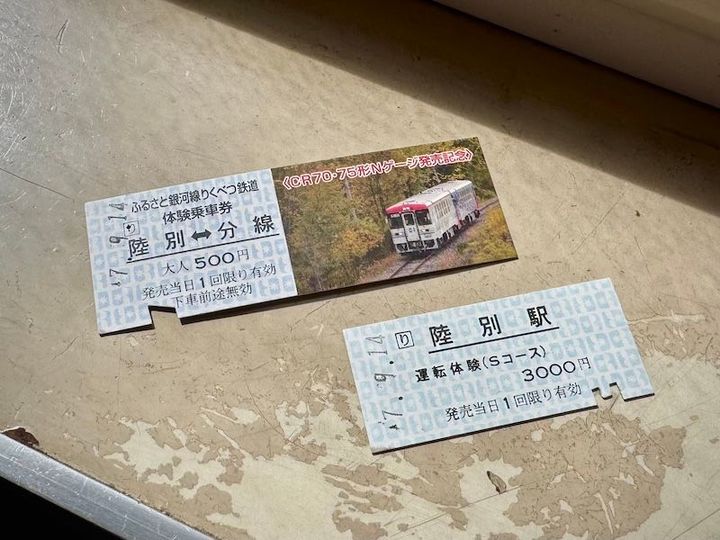 7.9.14
ふるさと銀河線りくべつ鉄道
体験乗車券
陸別↔分線
大人500円
発売当日1回限り有効
下車前途無効
〈CR70・75形Nゲージ発売記念〉
7.9.14
り 陸別駅
運転体験(Sコース)
3000円
発売当日1回限り有効